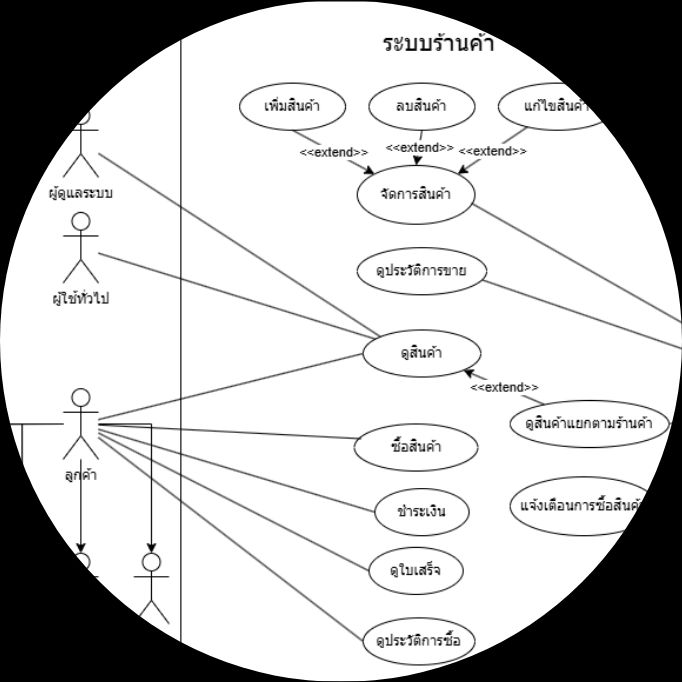 ระบบร้านค้า
เพิ่มสินค้า
ลบสินค้า
แก้ไขสินค้า
<<extend>>
<<extend>>
<<extend>>
จัดการสินค้า
ผู้ดูแลระบบ
ดูประวัติการขาย
ผู้ใช้ทั่วไป
ดูสินค้า
<<extend>>
ดูสินค้าแยกตามร้านค้า
ซื้อสินค้า
ลูกค้า
แจ้งเตือนการซื้อสินค้า
ชำระเงิน
ดูใบเสร็จ
ดูประวัติการซื้อ